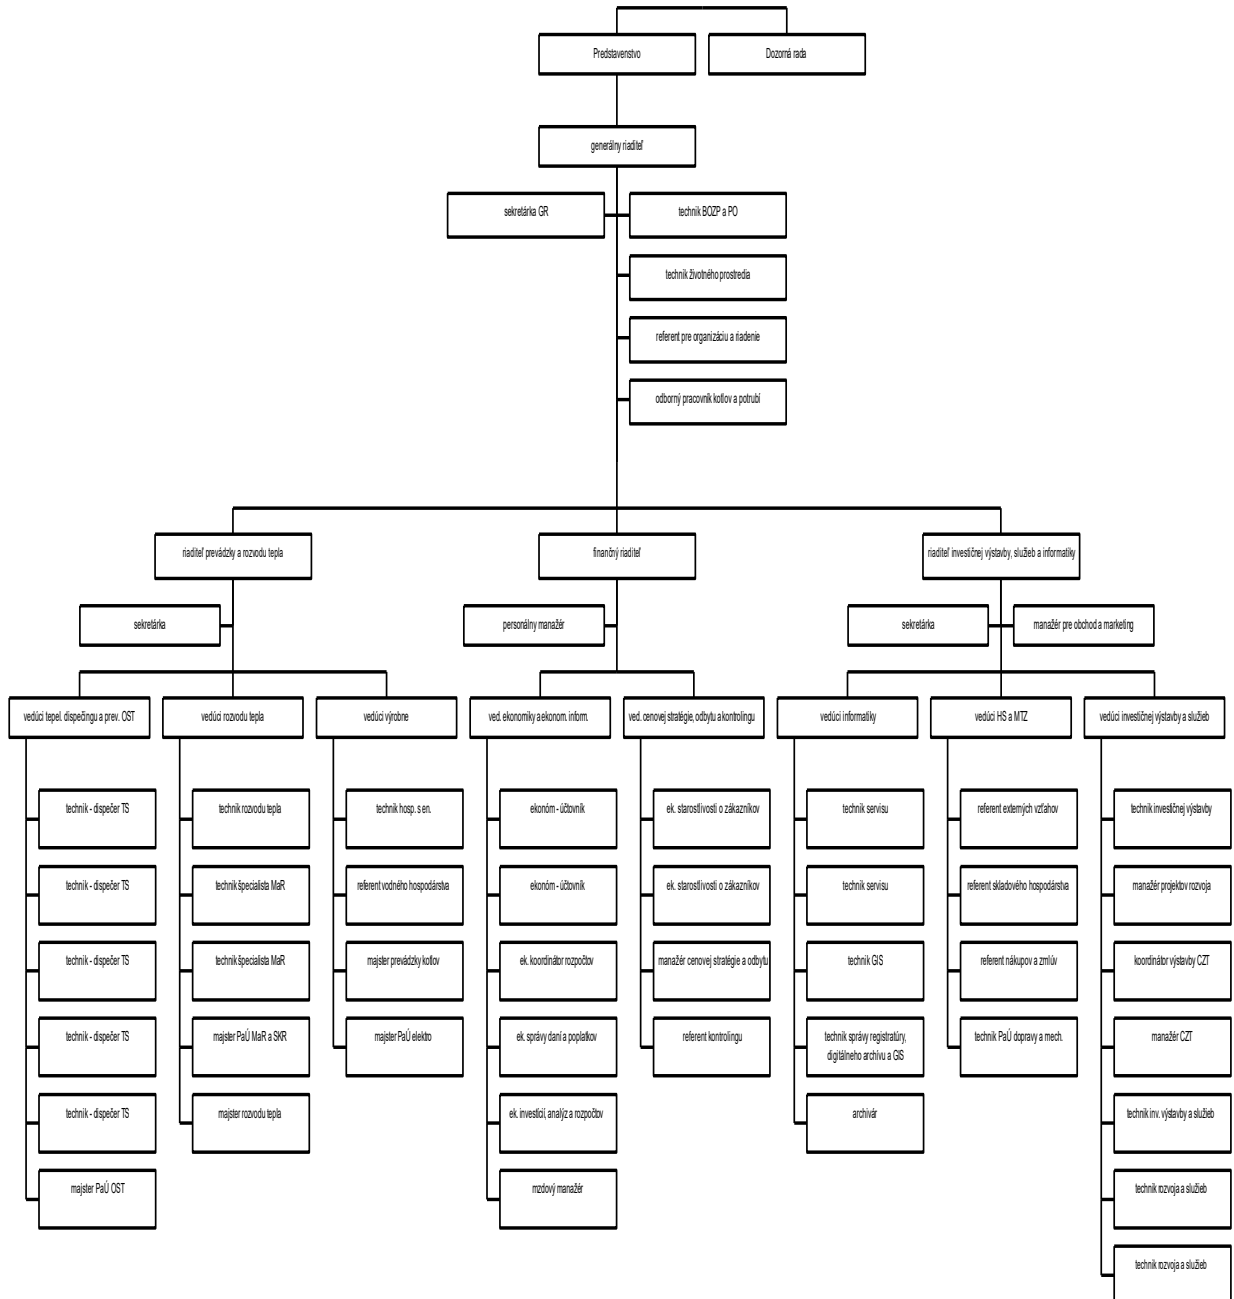 Predstavenstvo
Dozorná rada
generálny riaditeľ
sekretárka GR
technik BOZP a PO
technik životného prostredia
referent pre organizáciu a riadenie
odborný pracovník kotlov a potrubí
riaditeľ prevádzky a rozvodu tepla
finančný riaditeľ
riaditeľ investičnej výstavby, služieb a informatiky
sekretárka
personálny manažér
sekretárka
manažér pre obchod a marketing
vedúci tepel. dispečingu a prev. OST
vedúci rozvodu tepla
vedúci výrobne
ved. ekonomiky a ekonom. inform.
ved. cenovej stratégie, odbytu a kontrolingu
vedúci informatiky
vedúci HS a MTZ
vedúci investičnej výstavby a služieb
technik - dispečer TS
technik rozvodu tepla
technik hosp. s en.
ekonóm - účtovník
ek. starostlivosti o zákazníkov
technik servisu
referent externých vzťahov
technik investičnej výstavby
technik - dispečer TS
technik špecialista MaR
referent vodného hospodárstva
ekonóm - účtovník
ek. starostlivosti o zákazníkov
technik servisu
referent skladového hospodárstva
manažér projektov rozvoja
technik - dispečer TS
technik špecialista MaR
majster prevádzky kotlov
ek. koordinátor rozpočtov
manažér cenovej stratégie a odbytu
technik GIS
referent nákupov a zmlúv
koordinátor výstavby CZT
technik - dispečer TS
majster PaÚ MaR a SKR
majster PaÚ elektro
ek. správy daní a poplatkov
referent kontrolingu
technik správy registratúry,
digitálneho archívu a GIS
technik PaÚ dopravy a mech.
manažér CZT
technik - dispečer TS
majster rozvodu tepla
ek. investícií, analýz a rozpočtov
archivár
technik inv. výstavby a služieb
majster PaÚ OST
mzdový manažér
technik rozvoja a služieb
technik rozvoja a služieb